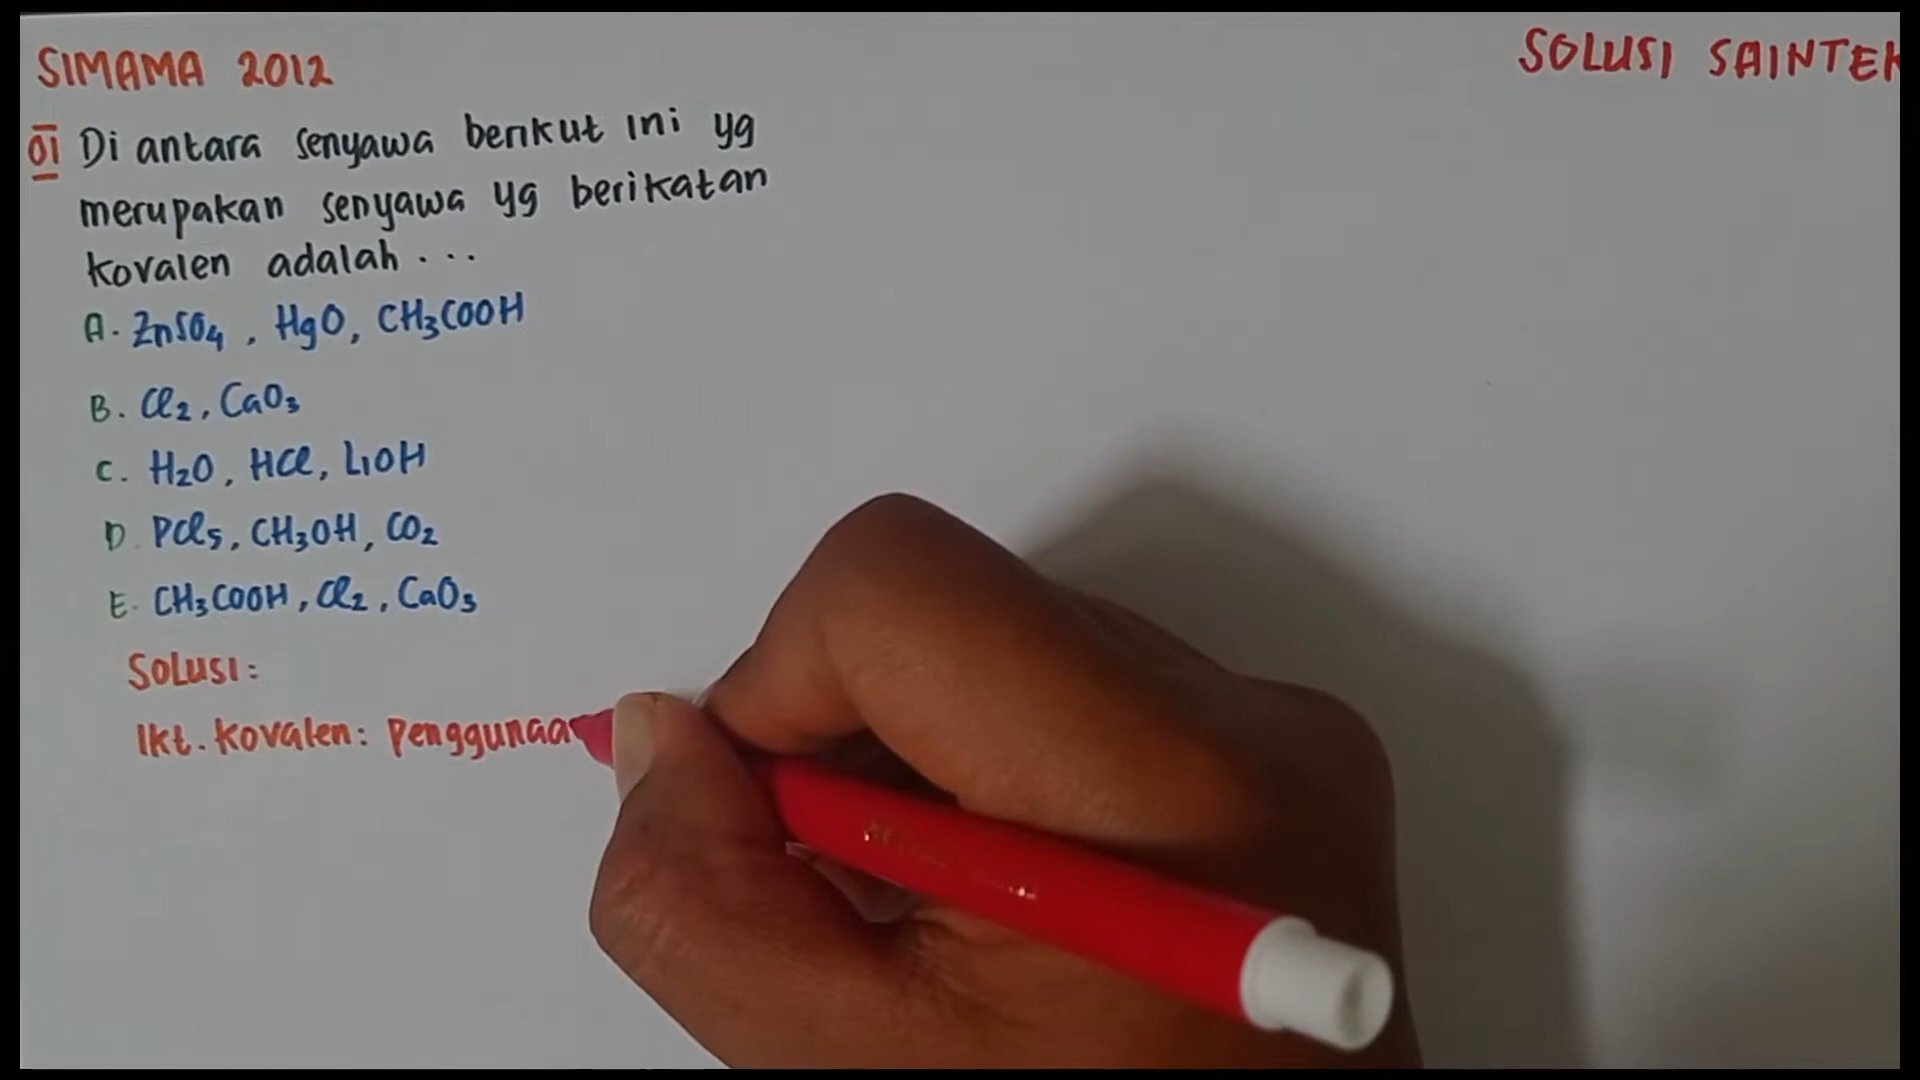 SIMAMA 2012
SOLUSI SAINTEK
01 Di antara senyawa berikut ini yg
merupakan senyawa yg berikatan
kovalen adalah ...
A. ZnSO4, HgO, CH3COOH
B. Cl2, CaO3
C. H2O, HCl, LiOH
D. PCl5, CH3OH, CO2
E. CH3COOH, Cl2, CaO3
SOLUSI:
Ikt. kovalen: Penggunaa